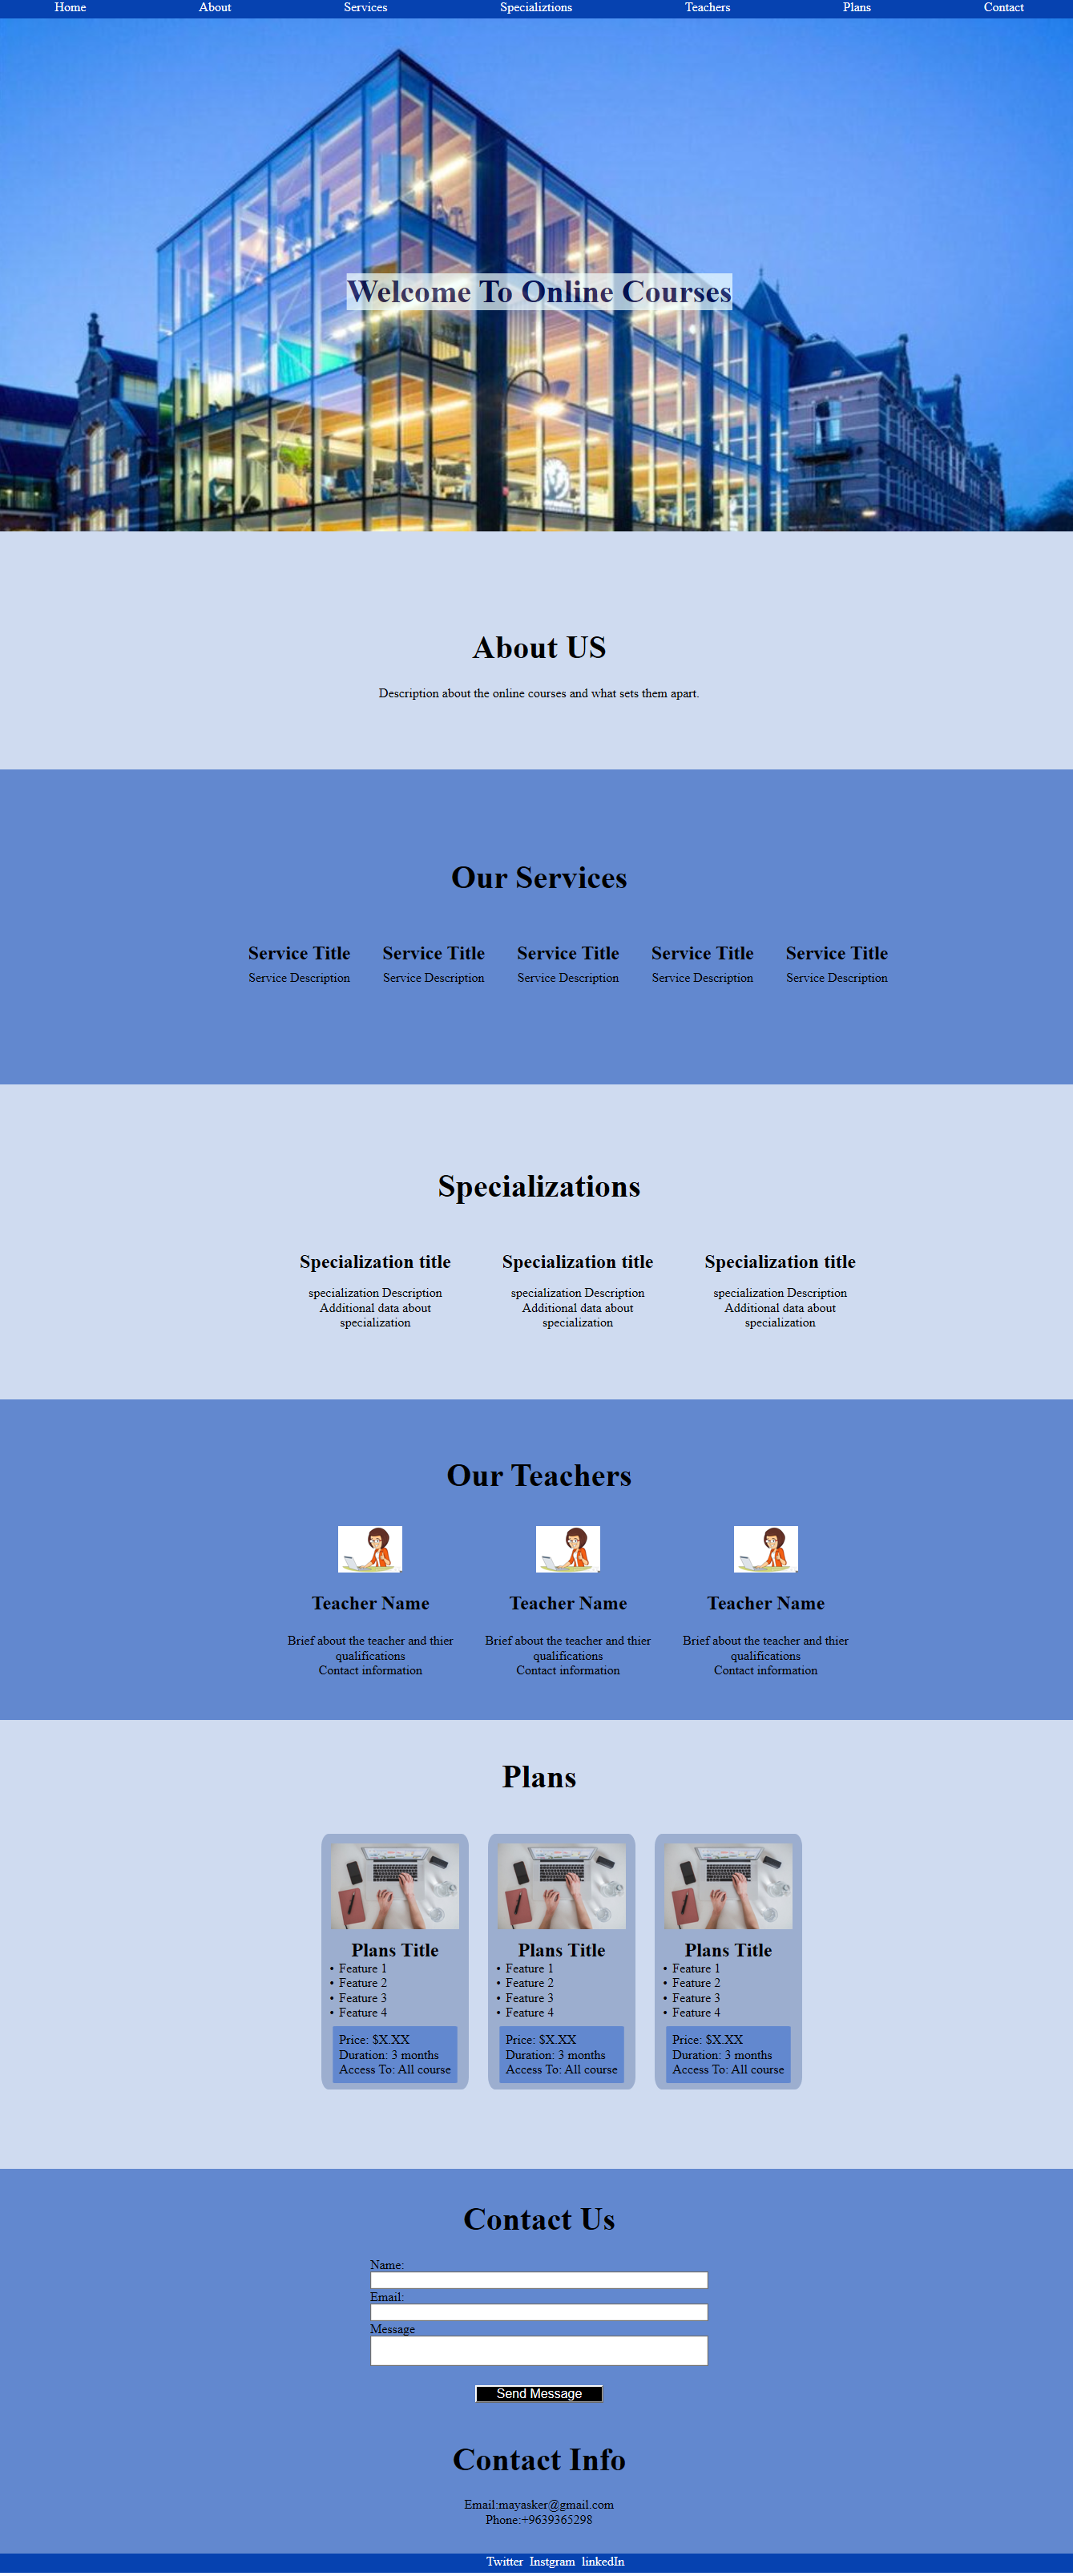 Home About Services Specializtions Teachers Plans Contact
Welcome To Online Courses
About US
Description about the online courses and what sets them apart.
Our Services
Service Title Service Title Service Title Service Title Service Title
Service Description Service Description Service Description Service Description Service Description
Specializations
Specialization title Specialization title Specialization title
specialization Description specialization Description specialization Description
Additional data about Additional data about Additional data about
specialization specialization specialization
Our Teachers
Teacher Name Teacher Name Teacher Name
Brief about the teacher and thier Brief about the teacher and thier Brief about the teacher and thier
qualifications qualifications qualifications
Contact information Contact information Contact information
Plans
Plans Title Plans Title Plans Title
• Feature 1 • Feature 1 • Feature 1
• Feature 2 • Feature 2 • Feature 2
• Feature 3 • Feature 3 • Feature 3
• Feature 4 • Feature 4 • Feature 4
Price: $X.XX Price: $X.XX Price: $X.XX
Duration: 3 months Duration: 3 months Duration: 3 months
Access To: All course Access To: All course Access To: All course
Contact Us
Name:
Email:
Message
Send Message
Contact Info
Email:mayasker@gmail.com
Phone:+9639365298
Twitter Instgram linkedIn